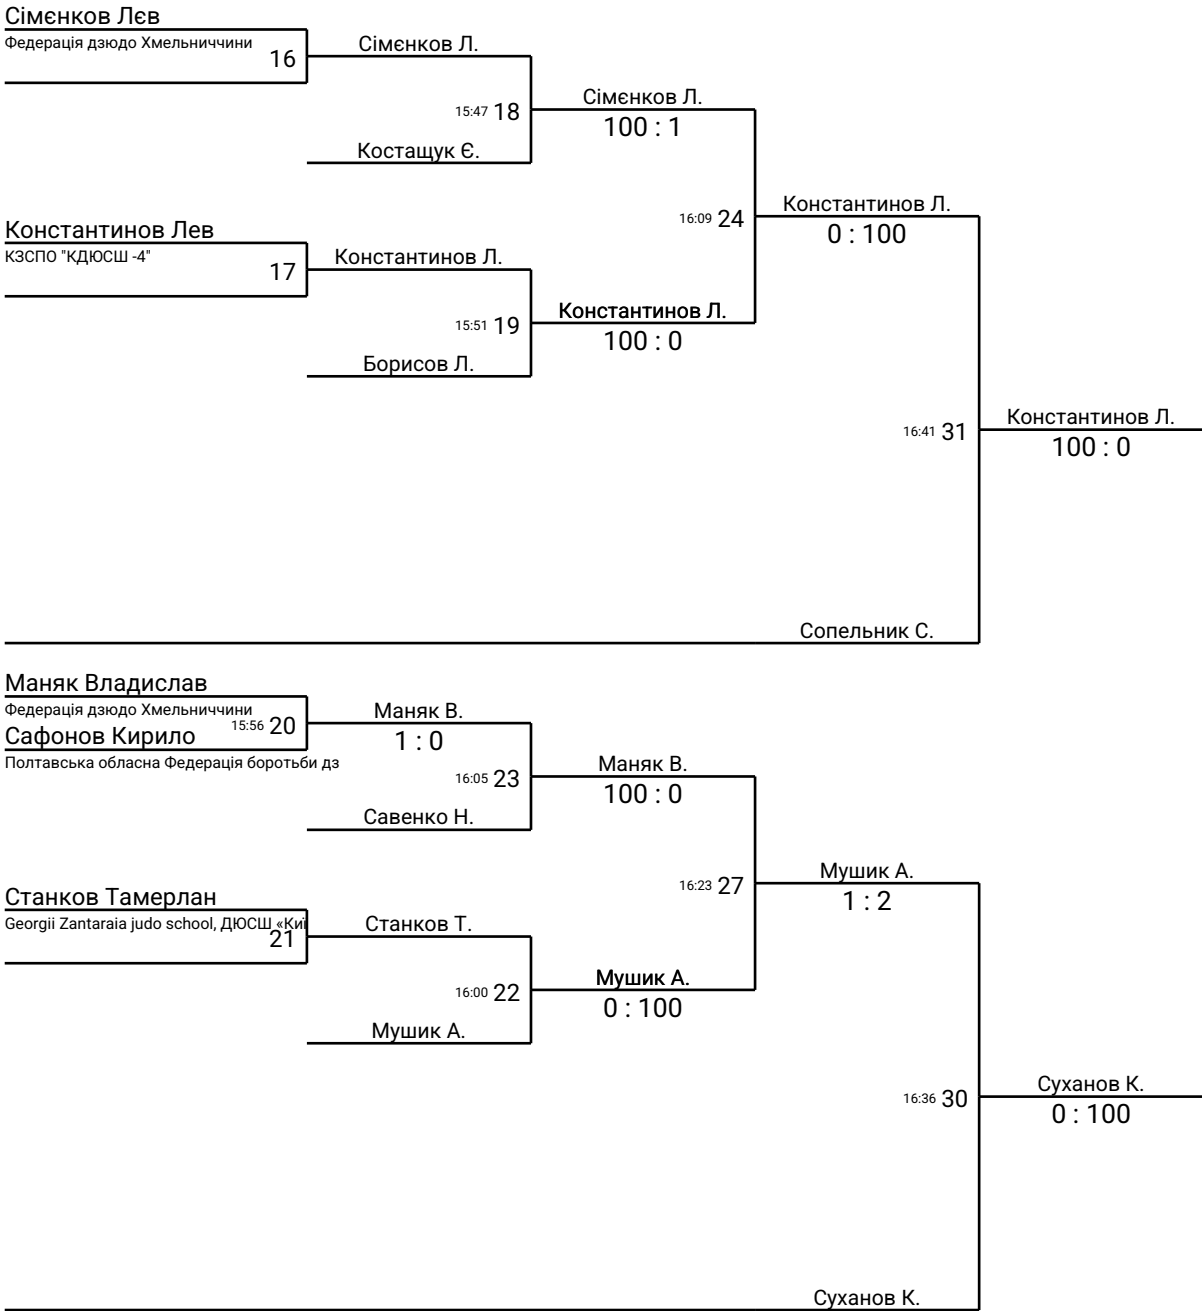 Сімєнков Лєв
Федерація дзюдо Хмельниччини
16
Сімєнков Л.
15:47 18
Сімєнков Л.
100 : 1
Костащук Є.
16:09 24
Константинов Л.
0 : 100
Константинов Лев
КЗСПО "КДЮСШ -4"
17
Константинов Л.
15:51 19
Константинов Л.
100 : 0
Борисов Л.
16:41 31
Константинов Л.
100 : 0
Сопельник С.
Маняк Владислав
Федерація дзюдо Хмельниччини
15:56 20
Сафонов Кирило
Полтавська обласна Федерація боротьби дз
Маняк В.
1 : 0
16:05 23
Маняк В.
100 : 0
Савенко Н.
16:23 27
Мушик А.
1 : 2
Станков Тамерлан
Georgii Zantaraia judo school, ДЮСШ «Киї
21
Станков Т.
16:00 22
Мушик А.
0 : 100
Мушик А.
16:36 30
Суханов К.
0 : 100
Суханов К.